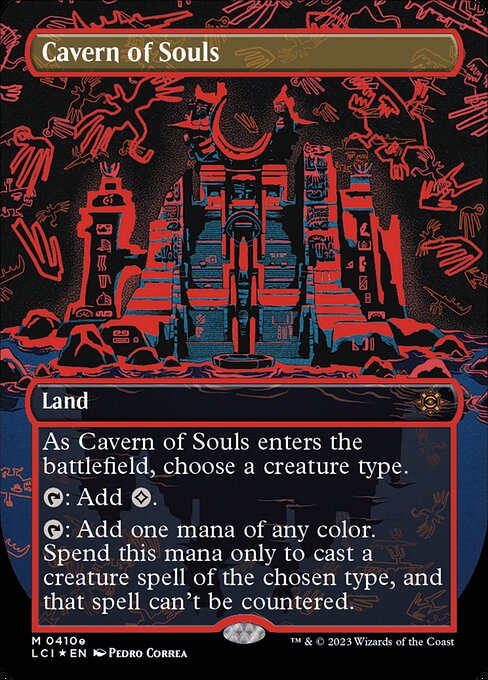 Cavern of Souls
Land
As Cavern of Souls enters the
battlefield, choose a creature type.
: Add .
: Add one mana of any color.
Spend this mana only to cast a
creature spell of the chosen type, and
that spell can't be countered.
M 0410e
LCI ★ EN Pedro Correa
™ & © 2023 Wizards of the Coast